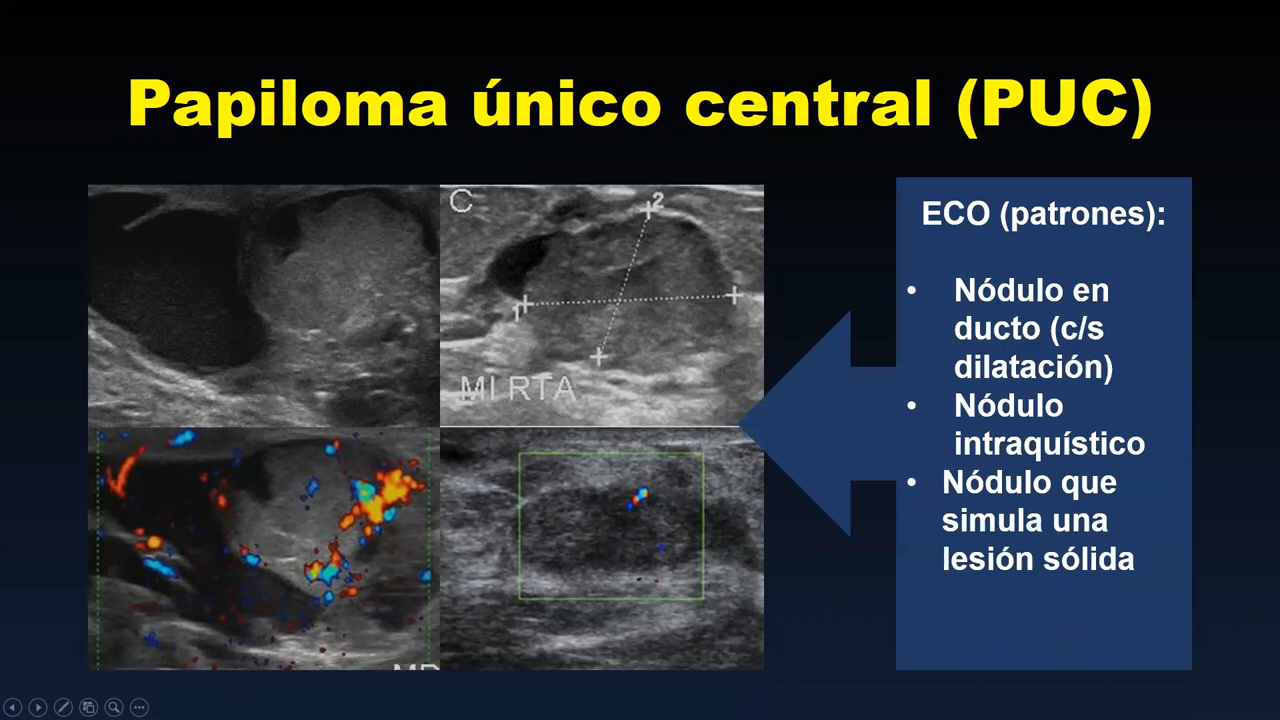 Papiloma único central (PUC)
C
2
1
MI RTA
ECO (patrones):
• Nódulo en
ducto (c/s
dilatación)
• Nódulo
intraquístico
• Nódulo que
simula una
lesión sólida